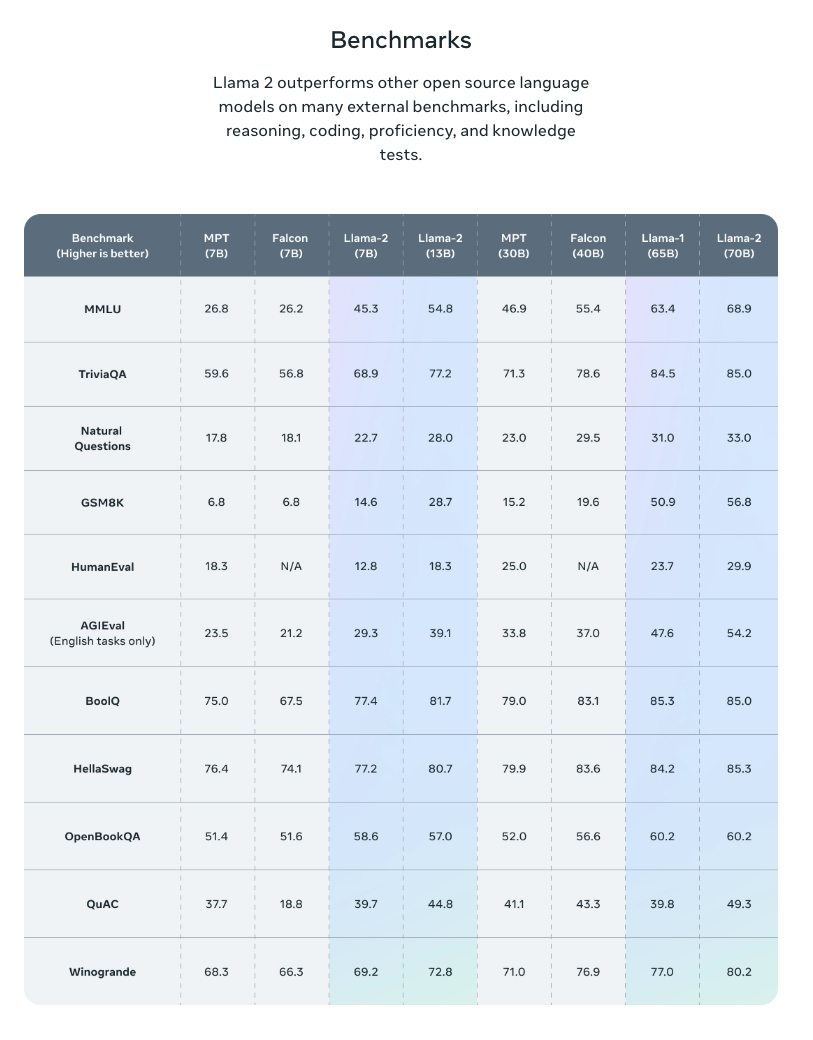 Benchmarks
Llama 2 outperforms other open source language
models on many external benchmarks, including
reasoning, coding, proficiency, and knowledge
tests.
Benchmark (Higher is better) MPT (7B) Falcon (7B) Llama-2 (7B) Llama-2 (13B) MPT (30B) Falcon (40B) Llama-1 (65B) Llama-2 (70B)
MMLU 26.8 26.2 45.3 54.8 46.9 55.4 63.4 68.9
TriviaQA 59.6 56.8 68.9 77.2 71.3 78.6 84.5 85.0
Natural Questions 17.8 18.1 22.7 28.0 23.0 29.5 31.0 33.0
GSM8K 6.8 6.8 14.6 28.7 15.2 19.6 50.9 56.8
HumanEval 18.3 N/A 12.8 18.3 25.0 N/A 23.7 29.9
AGIEval (English tasks only) 23.5 21.2 29.3 39.1 33.8 37.0 47.6 54.2
BoolQ 75.0 67.5 77.4 81.7 79.0 83.1 85.3 85.0
HellaSwag 76.4 74.1 77.2 80.7 79.9 83.6 84.2 85.3
OpenBookQA 51.4 51.6 58.6 57.0 52.0 56.6 60.2 60.2
QuAC 37.7 18.8 39.7 44.8 41.1 43.3 39.8 49.3
Winogrande 68.3 66.3 69.2 72.8 71.0 76.9 77.0 80.2